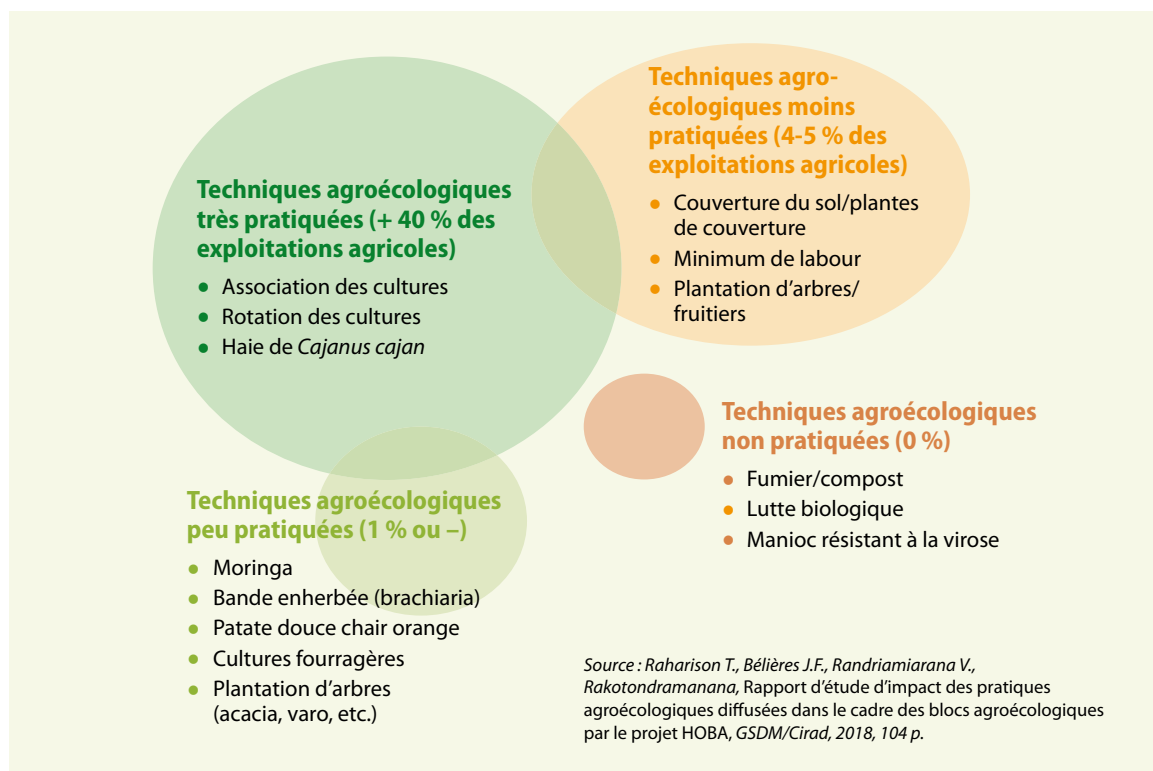 Techniques agroécologiques
très pratiquées (+ 40 % des
exploitations agricoles)
• Association des cultures
• Rotation des cultures
• Haie de Cajanus cajan
Techniques agro-
écologiques moins
pratiquées (4-5 % des
exploitations agricoles)
• Couverture du sol/plantes
de couverture
• Minimum de labour
• Plantation d’arbres/
fruitiers
Techniques agroécologiques
non pratiquées (0 %)
• Fumier/compost
• Lutte biologique
• Manioc résistant à la virose
Techniques agroécologiques
peu pratiquées (1 % ou –)
• Moringa
• Bande enherbée (brachiaria)
• Patate douce chair orange
• Cultures fourragères
• Plantation d’arbres
(acacia, varo, etc.)
Source : Raharison T., Bélières J.F., Randriamiarana V.,
Rakotondramanana, Rapport d’étude d’impact des pratiques
agroécologiques diffusées dans le cadre des blocs agroécologiques
par le projet HOBA, GSDM/Cirad, 2018, 104 p.